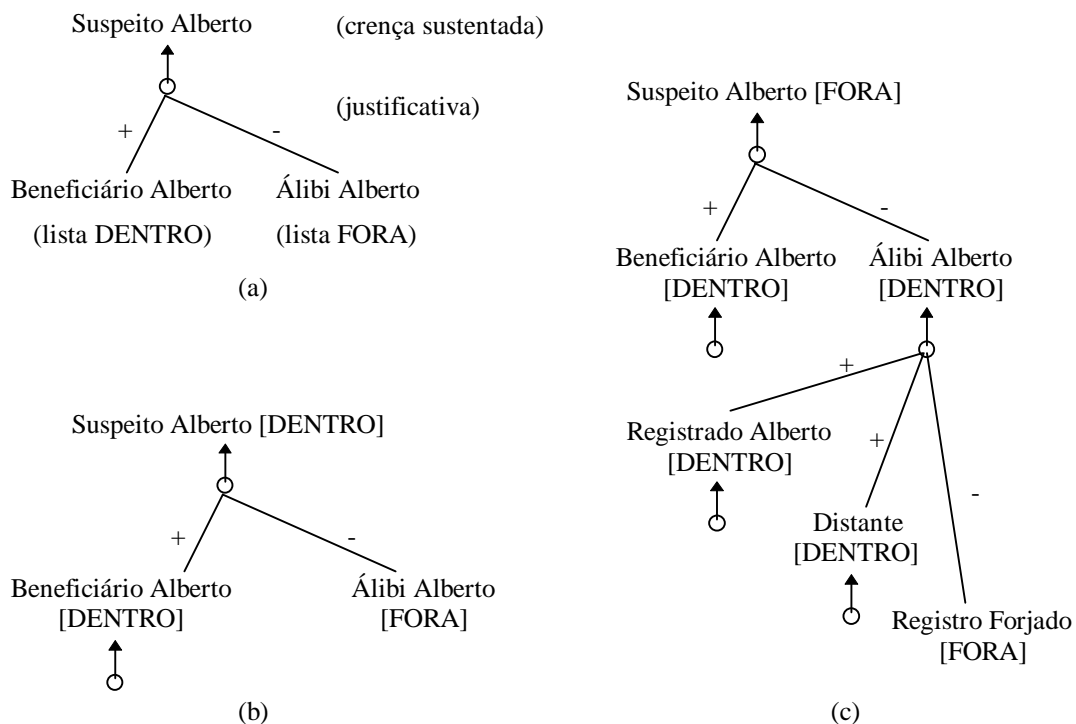 Suspeito Alberto (crença sustentada)
(justificativa)
+ -
Beneficiário Alberto Álibi Alberto
(lista DENTRO) (lista FORA)
(a)
Suspeito Alberto [DENTRO]
+ -
Beneficiário Alberto Álibi Alberto
[DENTRO] [FORA]
(b)
Suspeito Alberto [FORA]
+ -
Beneficiário Alberto Álibi Alberto
[DENTRO] [DENTRO]
+
Registrado Alberto
[DENTRO]
+
-
Distante
[DENTRO]
Registro Forjado
[FORA]
(c)